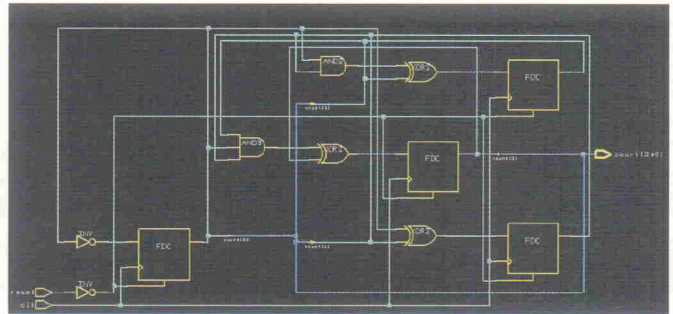 AND2
XOR2
FDC
AND3
XOR2
FDC
count[3:0]
XOR2
FDC
INV
FDC
reset
INV
clk